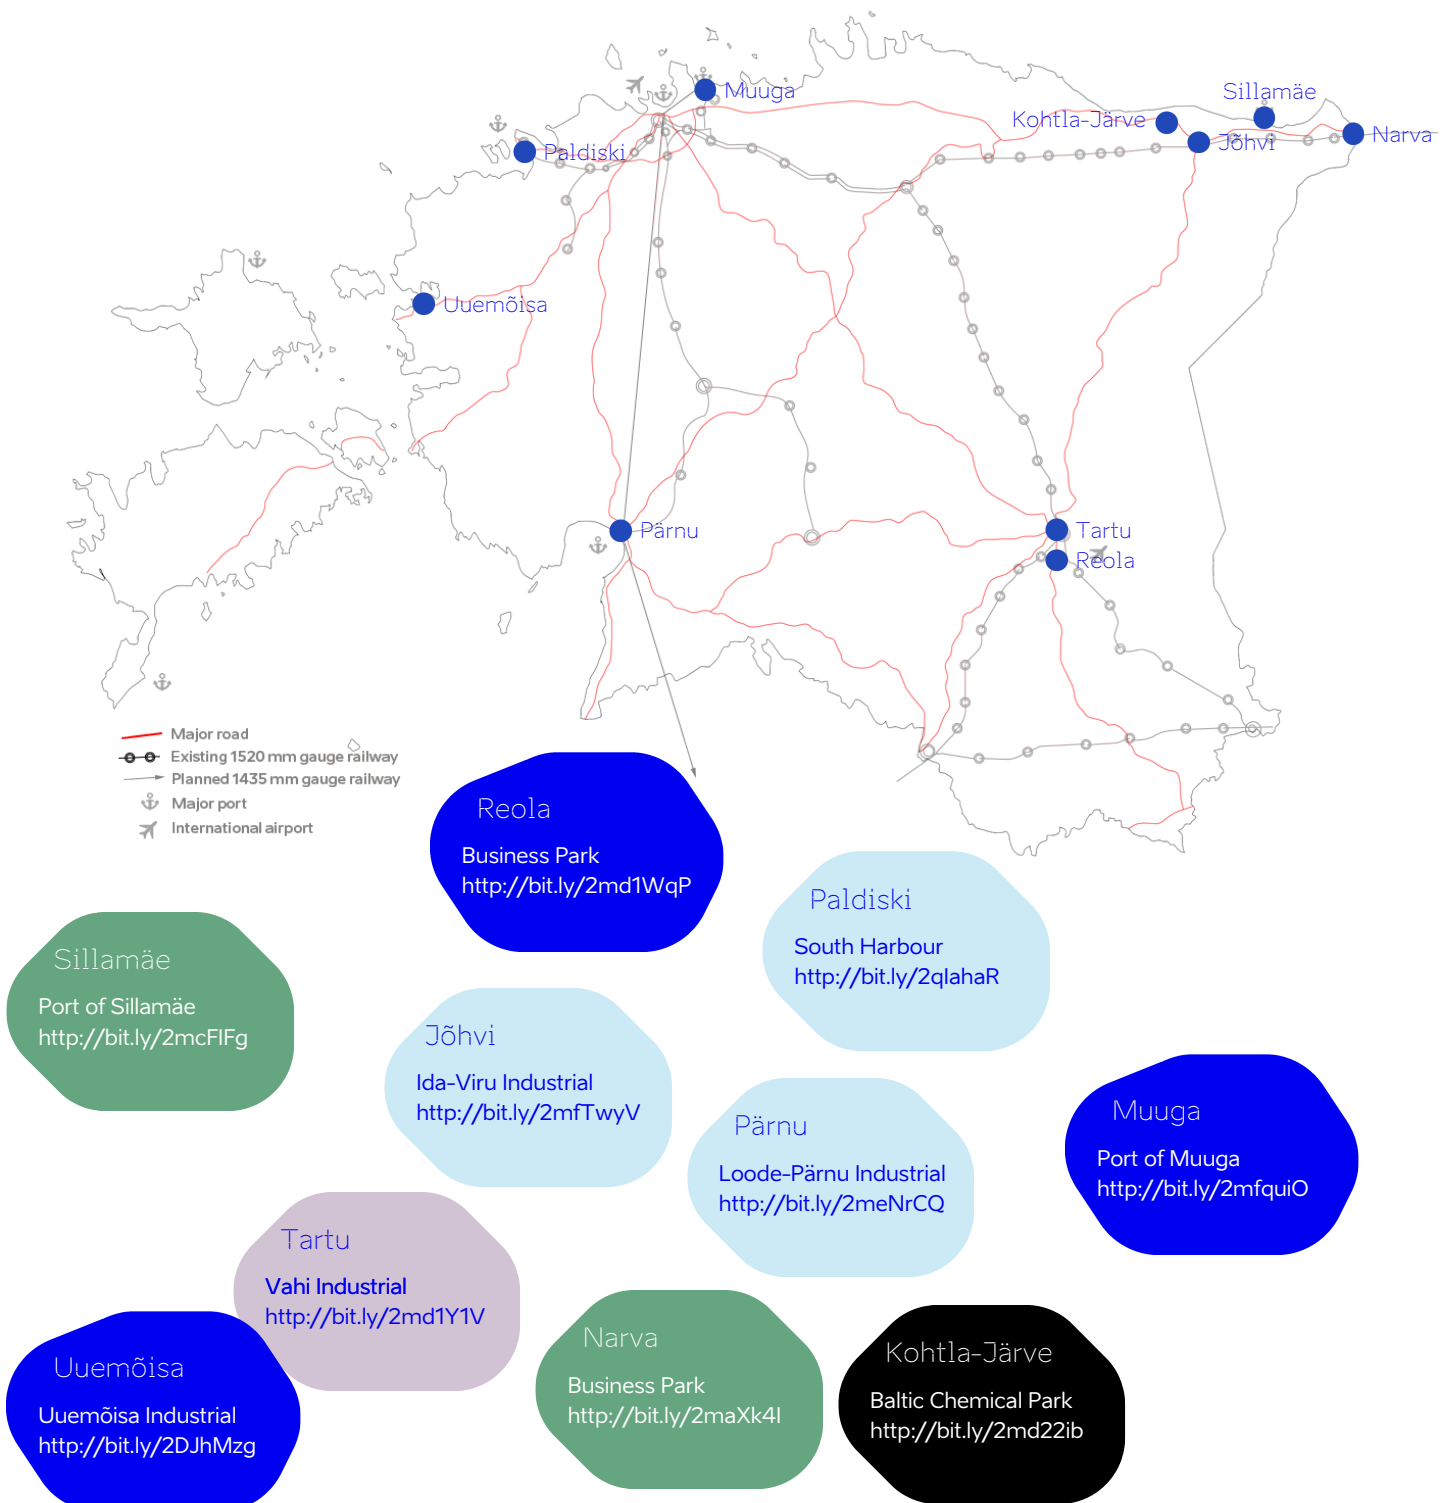 Muuga
Sillamäe
Kohtla-Järve
Jõhvi
Narva
Paldiski
Uuemõisa
Pärnu
Tartu
Reola
Major road
Existing 1520 mm gauge railway
Planned 1435 mm gauge railway
Major port
International airport
Reola
Business Park
http://bit.ly/2md1WqP
Paldiski
South Harbour
http://bit.ly/2qIahaR
Sillamäe
Port of Sillamäe
http://bit.ly/2mcFIFg
Jõhvi
Ida-Viru Industrial
http://bit.ly/2mfTwyV
Muuga
Port of Muuga
http://bit.ly/2mfquiO
Pärnu
Loode-Pärnu Industrial
http://bit.ly/2meNrCQ
Tartu
Vahi Industrial
http://bit.ly/2md1Y1V
Narva
Business Park
http://bit.ly/2maXk4I
Kohtla-Järve
Baltic Chemical Park
http://bit.ly/2md22ib
Uuemõisa
Uuemõisa Industrial
http://bit.ly/2DJhMzg